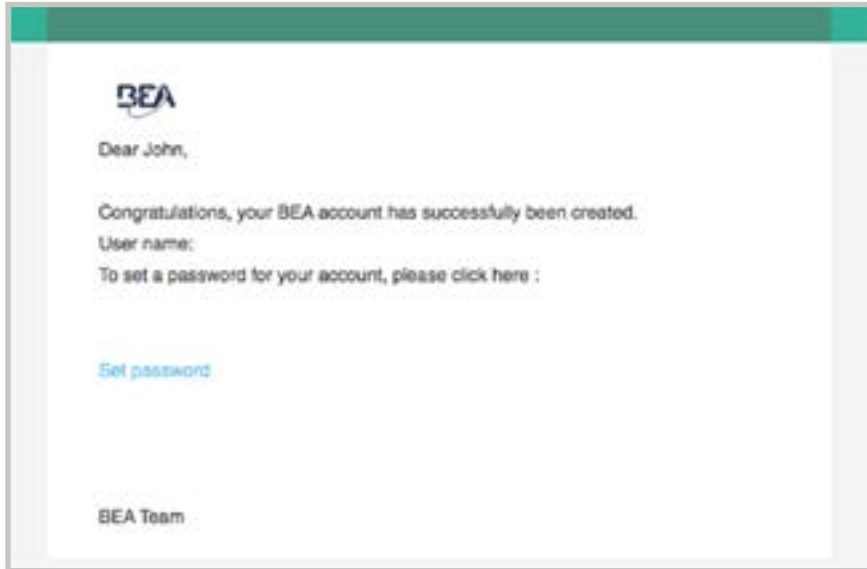 BEA
Dear John,
Congratulations, your BEA account has successfully been created.
User name:
To set a password for your account, please click here :
Set password
BEA Team